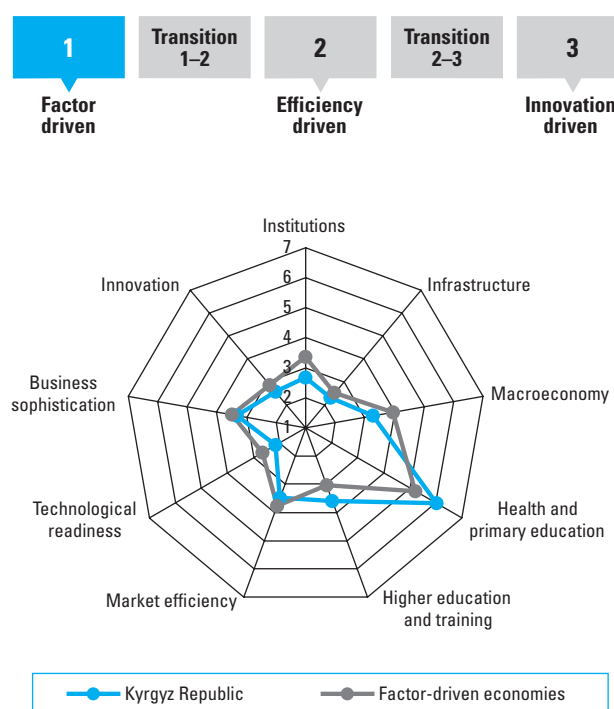 1
Transition
1–2
2
Transition
2–3
3
Factor
driven
Efficiency
driven
Innovation
driven
Institutions
7
6
5
4
3
2
1
Innovation
Infrastructure
Business
sophistication
Macroeconomy
Technological
readiness
Health and
primary education
Market efficiency
Higher education
and training
Kyrgyz Republic
Factor-driven economies